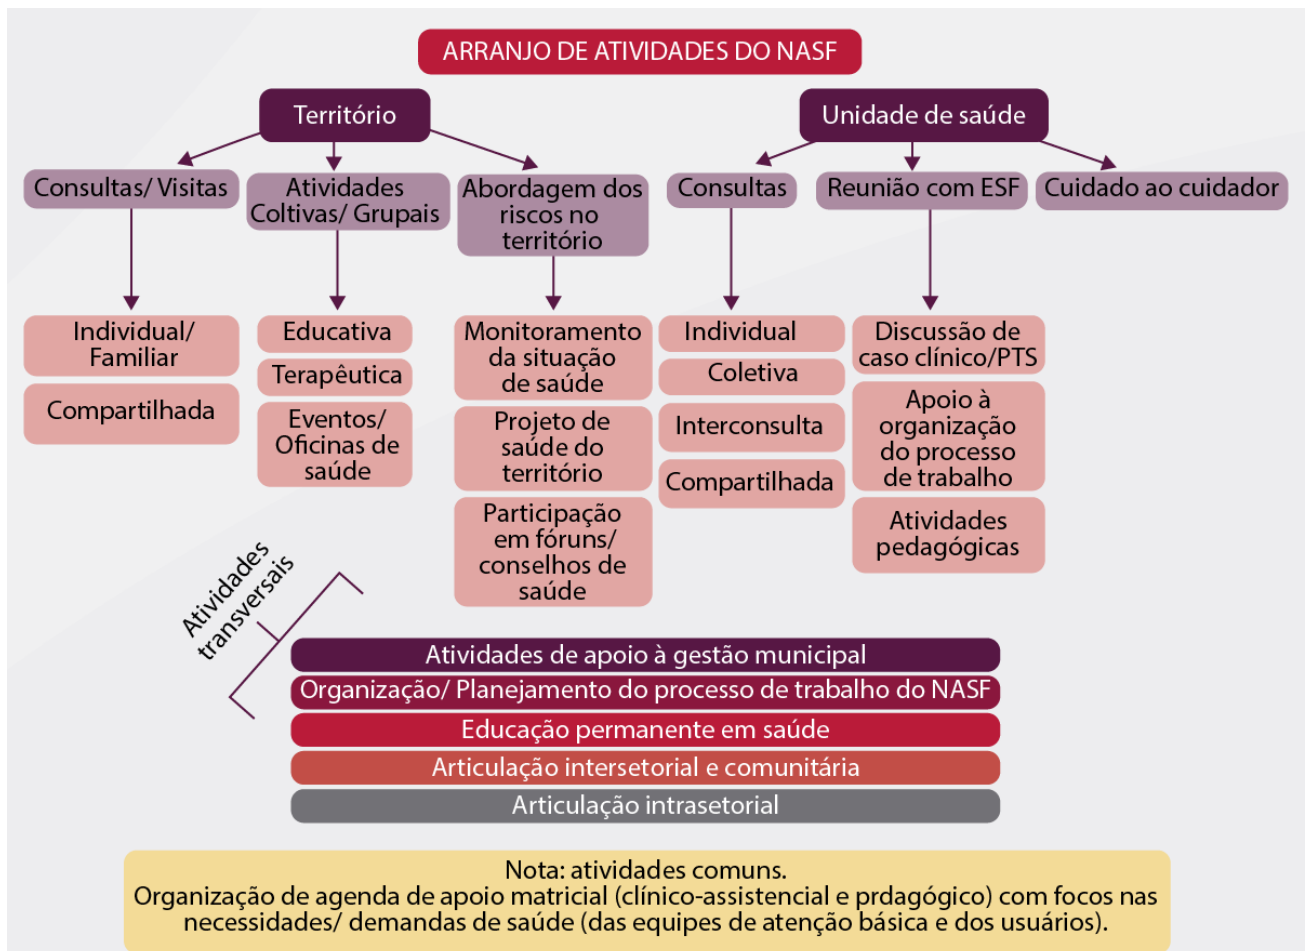 ARRANJO DE ATIVIDADES DO NASF
Território
Unidade de saúde
Consultas/ Visitas
Atividades
Coltivas/ Grupais
Abordagem dos
riscos no
território
Consultas
Reunião com ESF
Cuidado ao cuidador
Individual/
Familiar
Compartilhada
Educativa
Terapêutica
Eventos/
Oficinas de
saúde
Monitoramento
da situação
de saúde
Projeto de
saúde do
território
Participação
em fóruns/
conselhos de
saúde
Individual
Coletiva
Interconsulta
Compartilhada
Discussão de
caso clínico/PTS
Apoio à
organização
do processo
de trabalho
Atividades
pedagógicas
Atividades
transversais
Atividades de apoio à gestão municipal
Organização/ Planejamento do processo de trabalho do NASF
Educação permanente em saúde
Articulação intersetorial e comunitária
Articulação intrasetorial
Nota: atividades comuns.
Organização de agenda de apoio matricial (clínico-assistencial e prdagógico) com focos nas
necessidades/ demandas de saúde (das equipes de atenção básica e dos usuários).